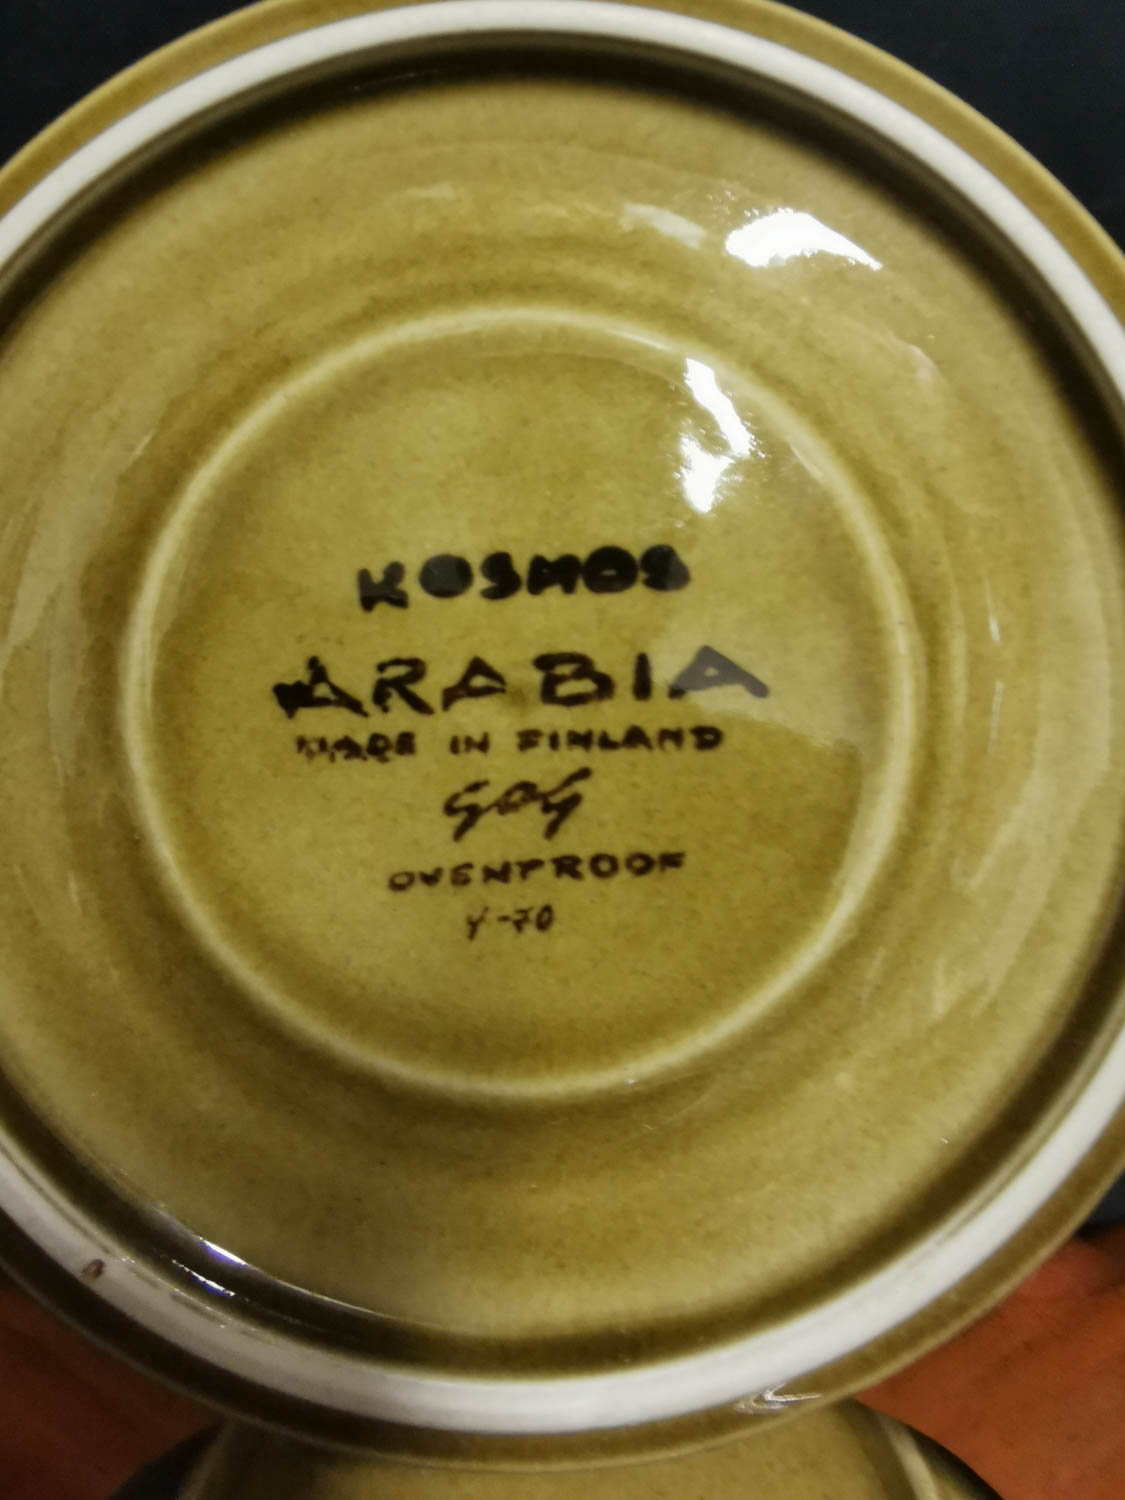 KOSMOS
ARABIA
MADE IN FINLAND
GOG
OVENPROOF
Y-70